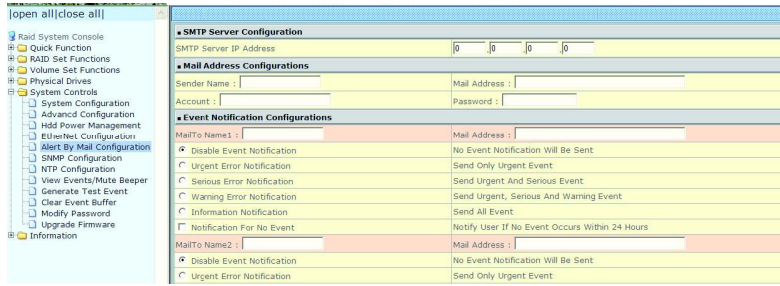 |open all|close all|
Raid System Console
Quick Function
RAID Set Functions
Volume Set Functions
Physical Drives
System Controls
System Configuration
Advancd Configuration
Hdd Power Management
EtherNet Configuration
Alert By Mail Configuration
SNMP Configuration
NTP Configuration
View Events/Mute Beeper
Generate Test Event
Clear Event Buffer
Modify Password
Upgrade Firmware
Information
SMTP Server Configuration
SMTP Server IP Address 0 .0 .0 .0
Mail Address Configurations
Sender Name : Mail Address :
Account : Password :
Event Notification Configurations
MailTo Name1 : Mail Address :
Disable Event Notification No Event Notification Will Be Sent
Urgent Error Notification Send Only Urgent Event
Serious Error Notification Send Urgent And Serious Event
Warning Error Notification Send Urgent, Serious And Warning Event
Information Notification Send All Event
Notification For No Event Notify User If No Event Occurs Within 24 Hours
MailTo Name2 : Mail Address :
Disable Event Notification No Event Notification Will Be Sent
Urgent Error Notification Send Only Urgent Event